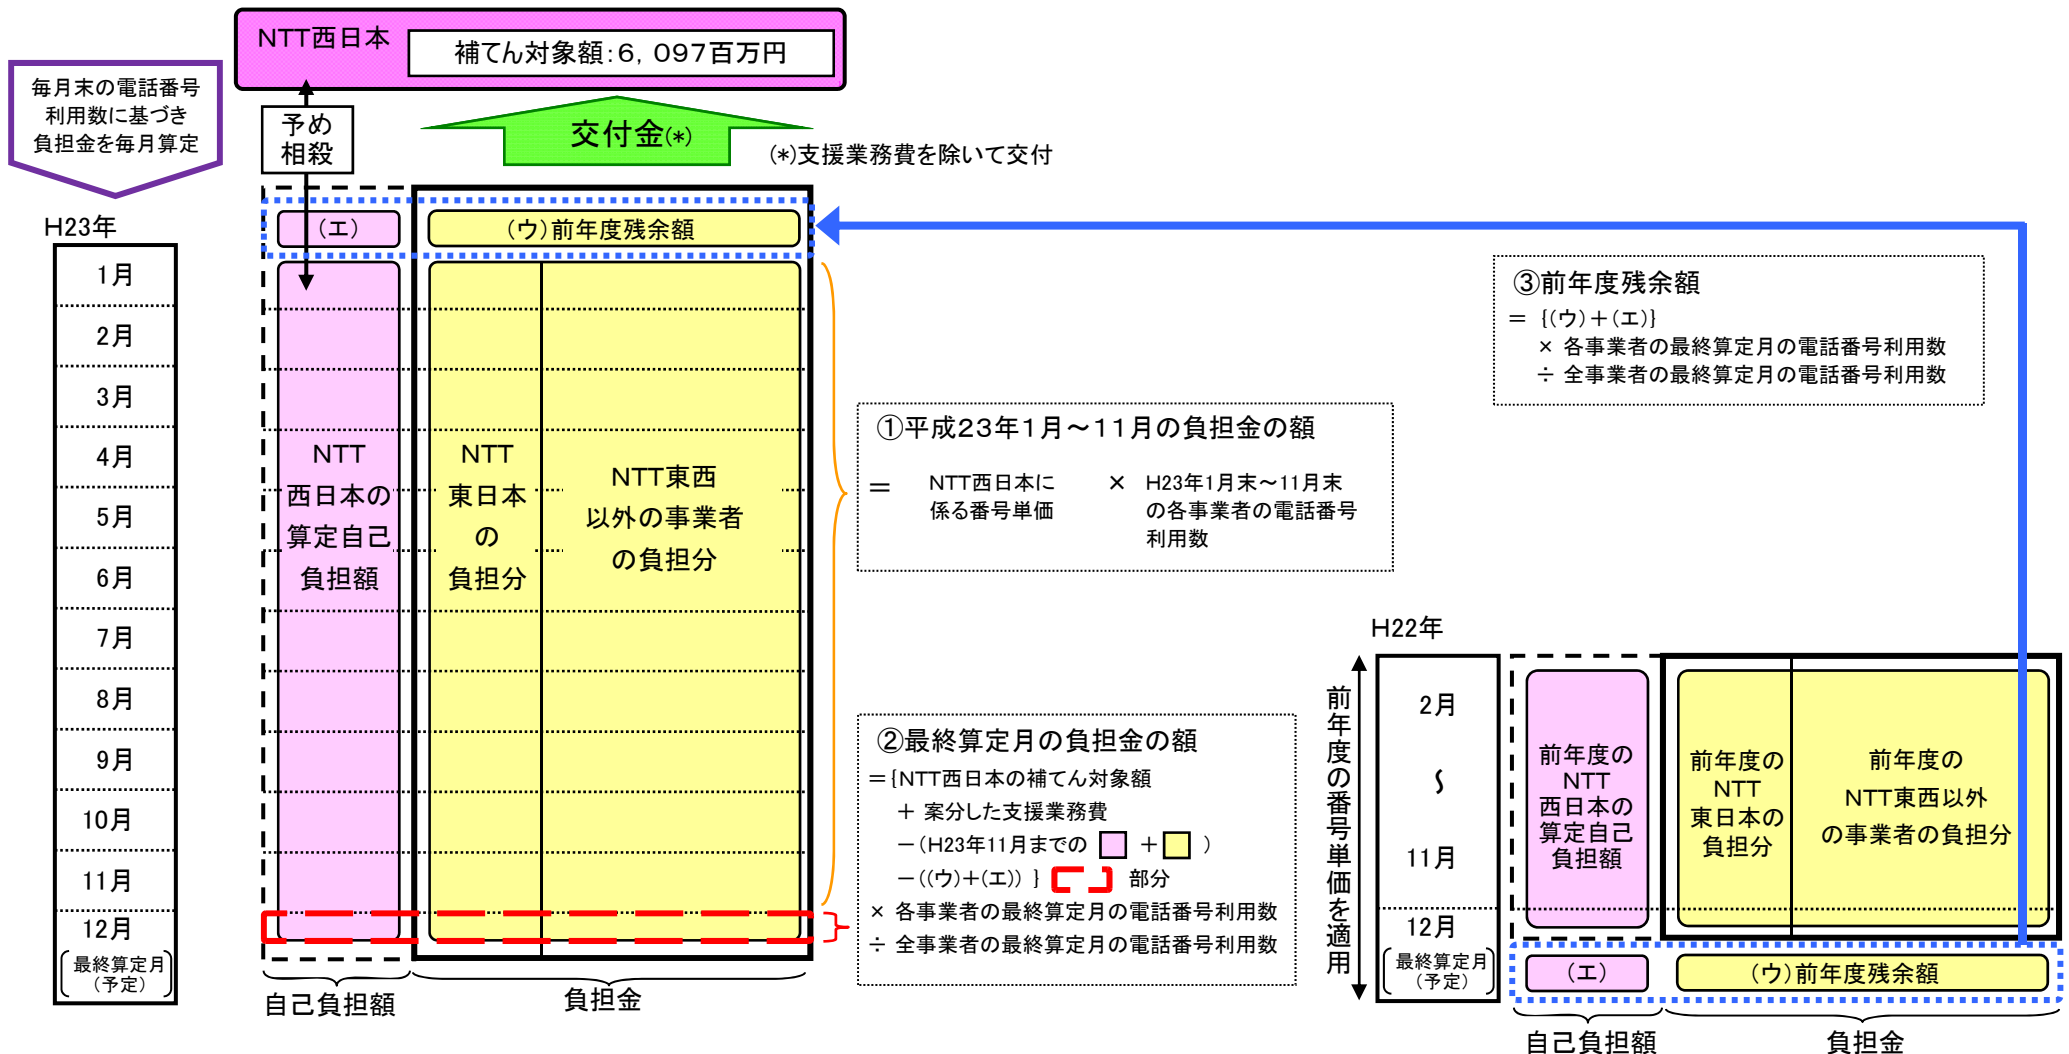 NTT西日本
補てん対象額:6,097百万円
毎月末の電話番号
利用数に基づき
負担金を毎月算定
予め
相殺
交付金(*)
(*)支援業務費を除いて交付
H23年
1月
2月
3月
4月
5月
6月
7月
8月
9月
10月
11月
12月
最終算定月
(予定)
(エ)
(ウ)前年度残余額
NTT
西日本の
算定自己
負担額
NTT
東日本
の
負担分
NTT東西
以外の事業者
の負担分
自己負担額
負担金
①平成23年1月～11月の負担金の額
＝ NTT西日本に
係る番号単価
× H23年1月末～11月末
の各事業者の電話番号
利用数
②最終算定月の負担金の額
＝{NTT西日本の補てん対象額
＋ 案分した支援業務費
－(H23年11月までの ＋ )
－((ウ)+(エ)) } 部分
× 各事業者の最終算定月の電話番号利用数
÷ 全事業者の最終算定月の電話番号利用数
③前年度残余額
＝ {(ウ)＋(エ)}
× 各事業者の最終算定月の電話番号利用数
÷ 全事業者の最終算定月の電話番号利用数
H22年
前年度の番号単価を適用
2月
～
11月
12月
最終算定月
(予定)
前年度の
NTT
西日本の
算定自己
負担額
前年度の
NTT
東日本の
負担分
前年度の
NTT東西以外
の事業者の負担分
(エ)
(ウ)前年度残余額
自己負担額
負担金